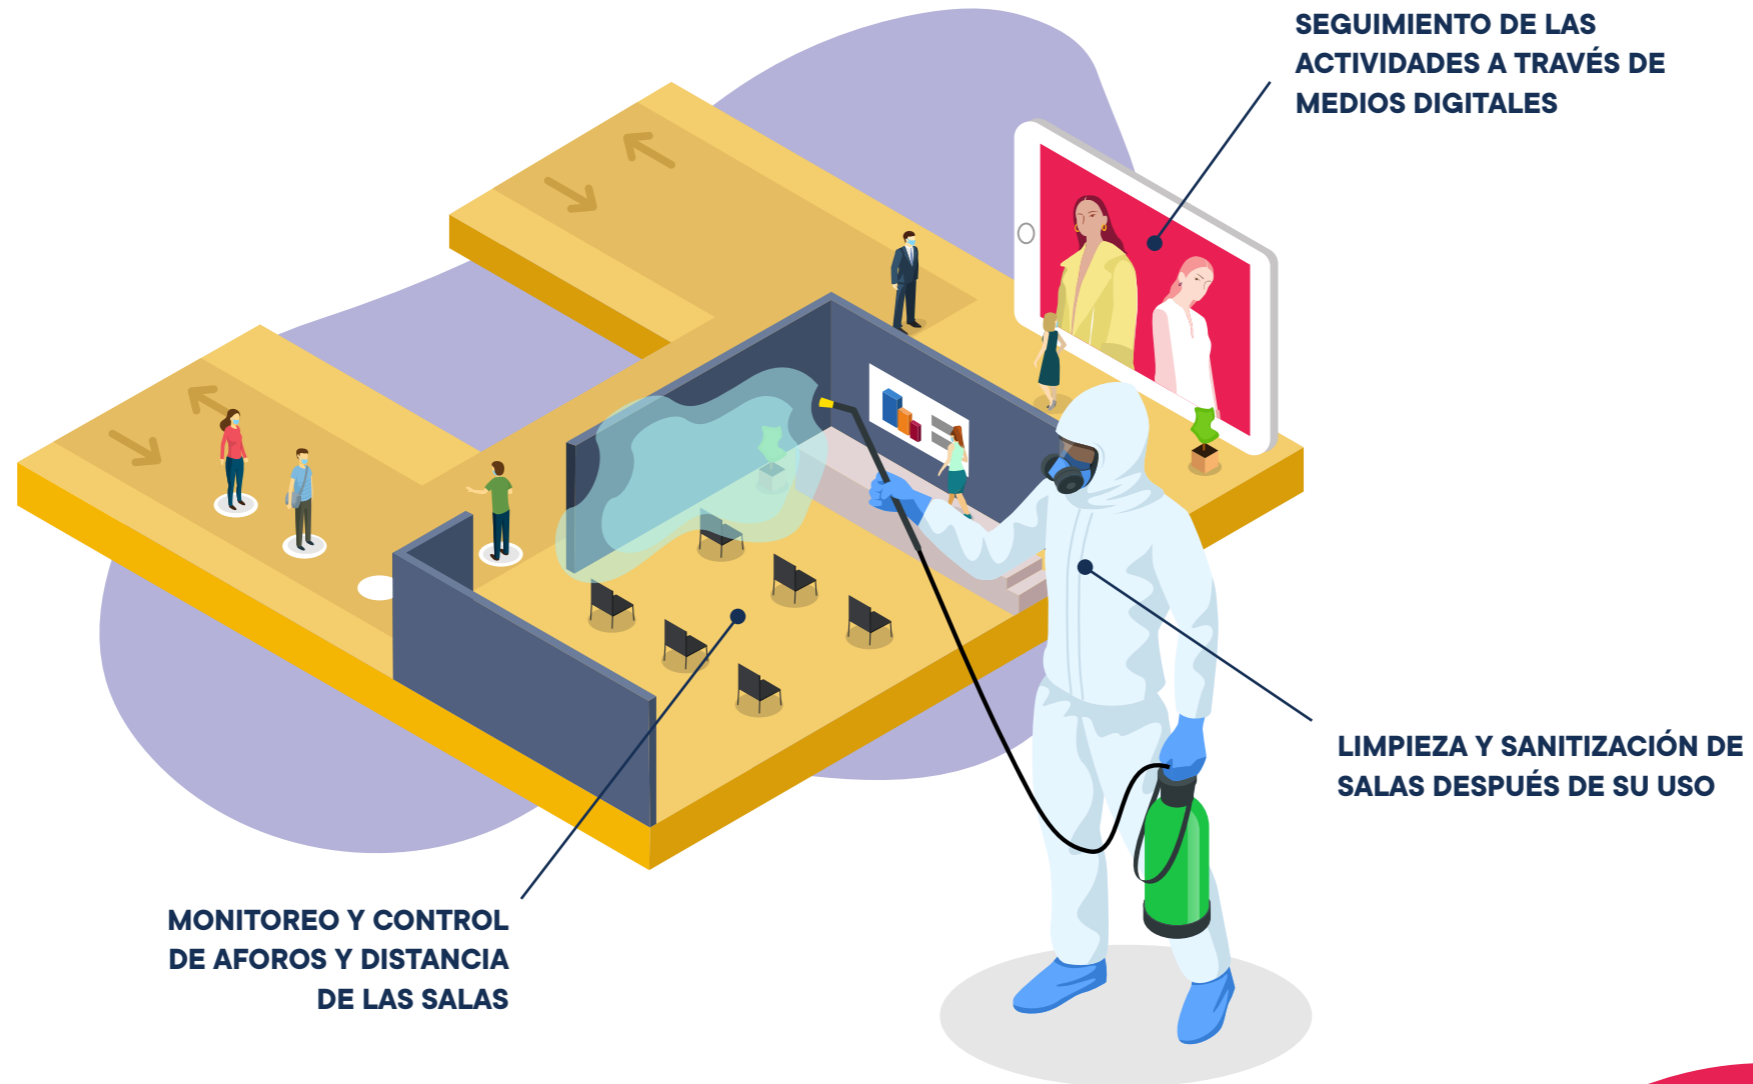 SEGUIMIENTO DE LAS
ACTIVIDADES A TRAVÉS DE
MEDIOS DIGITALES
LIMPIEZA Y SANITIZACIÓN DE
SALAS DESPUÉS DE SU USO
MONITOREO Y CONTROL
DE AFOROS Y DISTANCIA
DE LAS SALAS